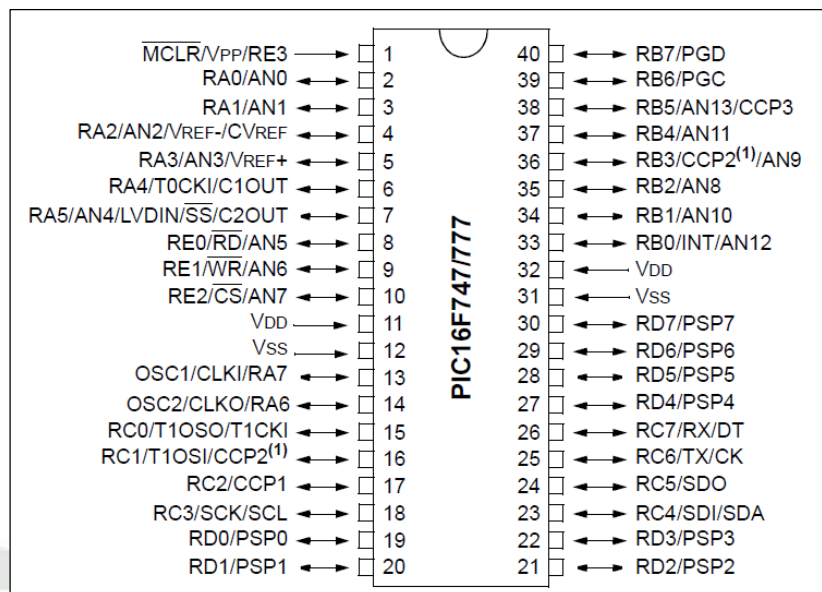 MCLR/VPP/RE3 1 40 RB7/PGD
RA0/AN0 2 39 RB6/PGC
RA1/AN1 3 38 RB5/AN13/CCP3
RA2/AN2/VREF-/CVREF 4 37 RB4/AN11
RA3/AN3/VREF+ 5 36 RB3/CCP2(1)/AN9
RA4/T0CKI/C1OUT 6 35 RB2/AN8
RA5/AN4/LVDIN/SS/C2OUT 7 34 RB1/AN10
RE0/RD/AN5 8 33 RB0/INT/AN12
RE1/WR/AN6 9 32 VDD
RE2/CS/AN7 10 31 VSS
VDD 11 30 RD7/PSP7
VSS 12 29 RD6/PSP6
OSC1/CLKI/RA7 13 28 RD5/PSP5
OSC2/CLKO/RA6 14 27 RD4/PSP4
RC0/T1OSO/T1CKI 15 26 RC7/RX/DT
RC1/T1OSI/CCP2(1) 16 25 RC6/TX/CK
RC2/CCP1 17 24 RC5/SDO
RC3/SCK/SCL 18 23 RC4/SDI/SDA
RD0/PSP0 19 22 RD3/PSP3
RD1/PSP1 20 21 RD2/PSP2
PIC16F747/777